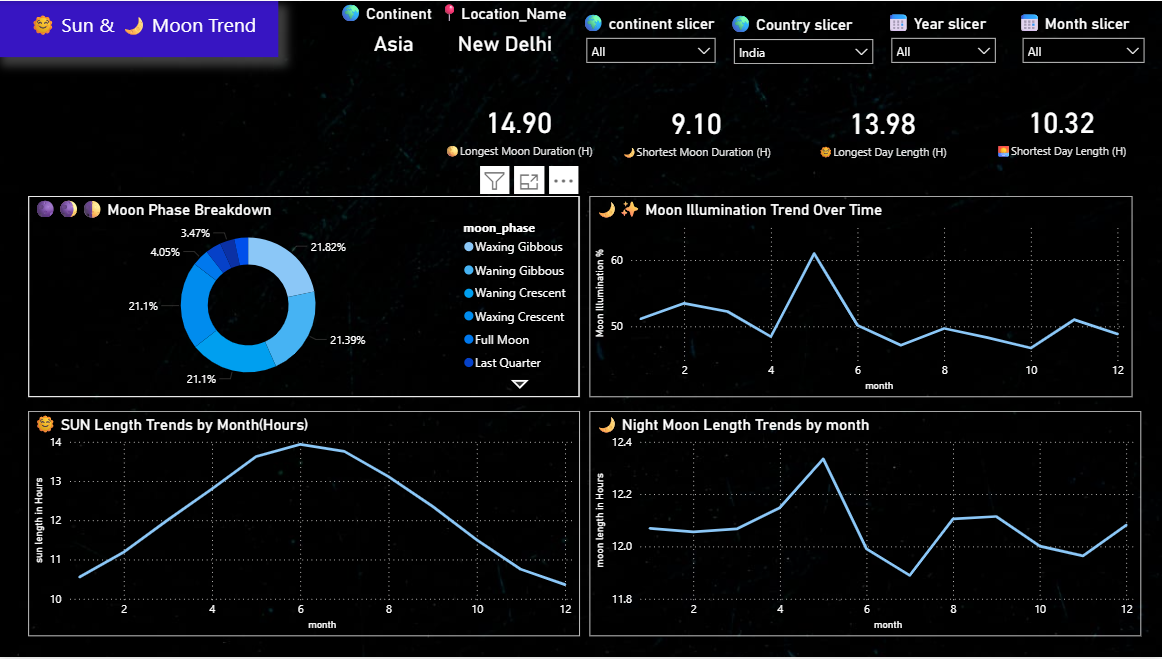 Sun & Moon Trend
Continent
Asia
Location_Name
New Delhi
continent slicer
All
Country slicer
India
Year slicer
All
Month slicer
All
14.90
Longest Moon Duration (H)
9.10
Shortest Moon Duration (H)
13.98
Longest Day Length (H)
10.32
Shortest Day Length (H)
Moon Phase Breakdown
3.47%
4.05%
21.1%
21.1%
21.82%
21.39%
moon_phase
Waxing Gibbous
Waning Gibbous
Waning Crescent
Waxing Crescent
Full Moon
Last Quarter
Moon Illumination Trend Over Time
Moon Illumination %
60
50
2 4 6 8 10 12
month
SUN Length Trends by Month(Hours)
sun length in Hours
14
13
12
11
10
2 4 6 8 10 12
month
Night Moon Length Trends by month
moon length in Hours
12.4
12.2
12.0
11.8
2 4 6 8 10 12
month